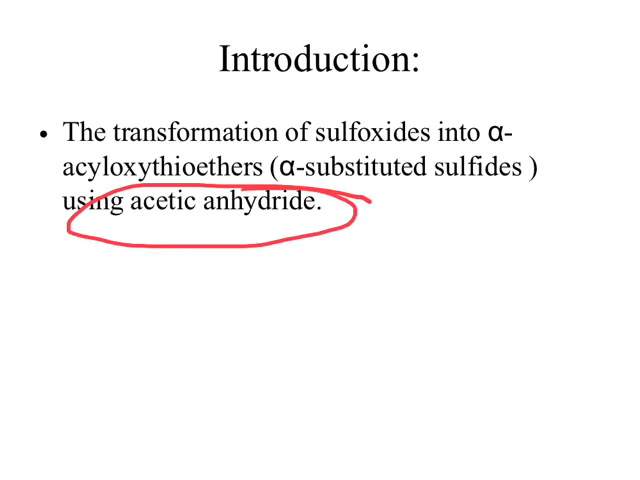 Introduction:
• The transformation of sulfoxides into α-
acyloxythioethers (α-substituted sulfides )
using acetic anhydride.